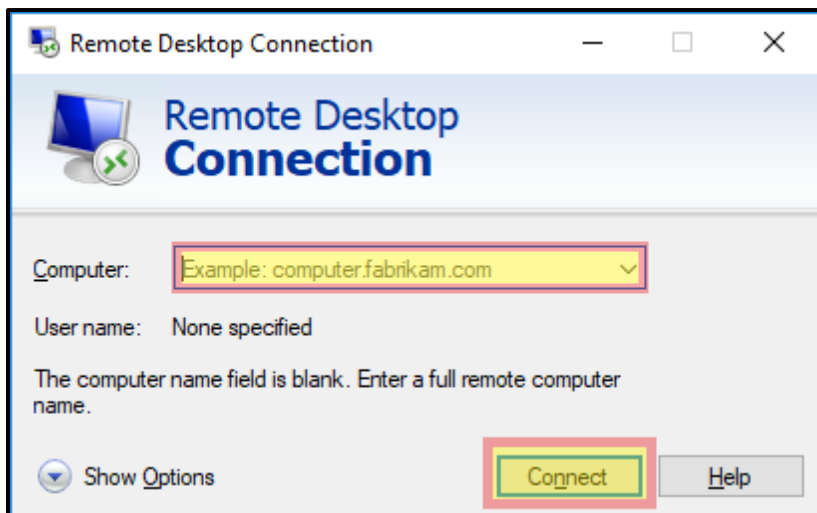 Remote Desktop Connection
Remote Desktop
Connection
Computer: Example: computer.fabrikam.com
User name: None specified
The computer name field is blank. Enter a full remote computer
name.
Show Options Connect Help